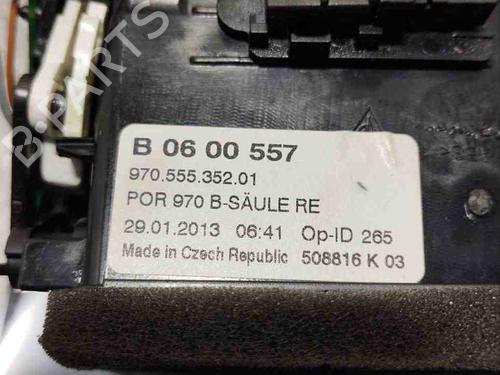 B-PARTS
B 06 00 557
970.555.352.01
POR 970 B-SÄULE RE
29.01.2013 06:41 Op-ID 265
Made in Czech Republic 508816 K 03